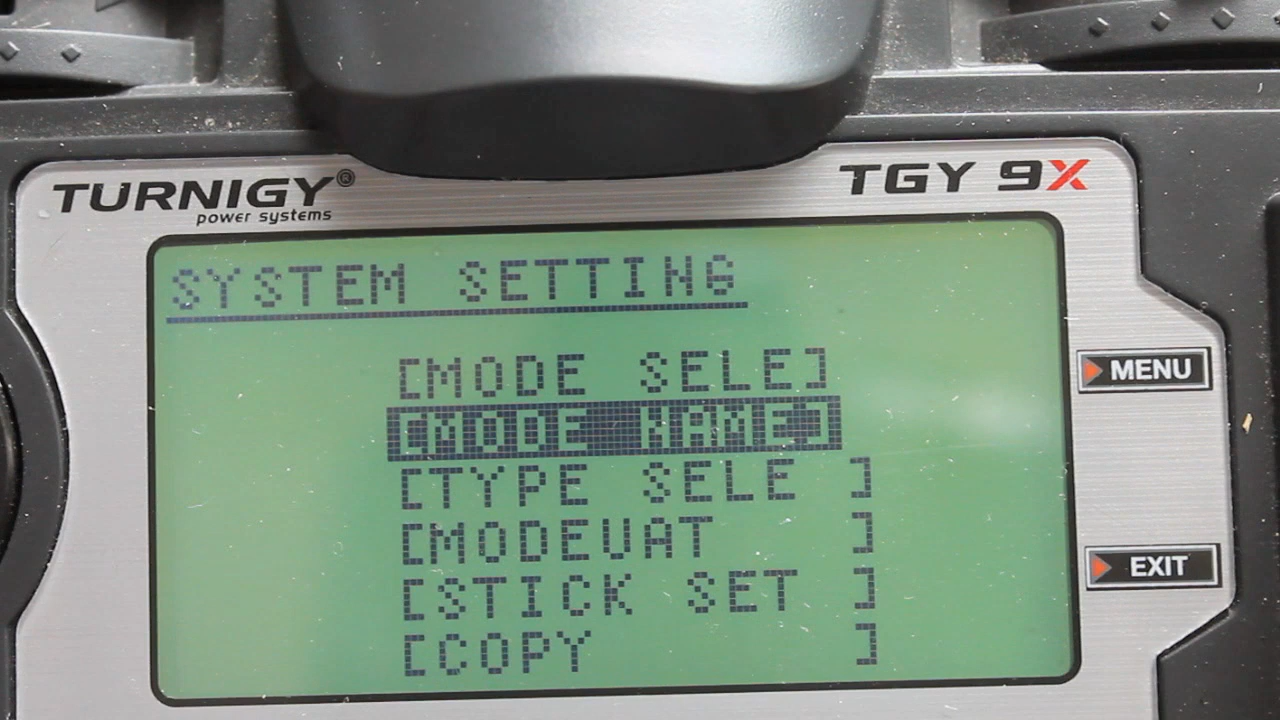 TURNIGY®
power systems
TGY 9X
SYSTEM SETTING
[MODE SELE]
[MODE NAME]
[TYPE SELE ]
[MODEUAT ]
[STICK SET ]
[COPY ]
MENU
EXIT